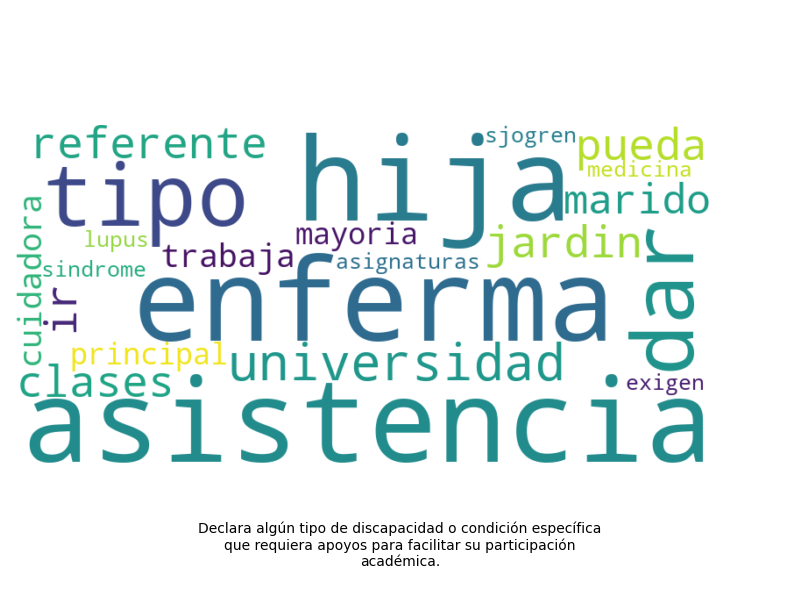 referente
hija
sjogren
pueda
medicina
tipo
marido
cuidadora
lupus
mayoria
trabaja
asignaturas
jardin
sindrome
enferma
dar
ir
principal
universidad
clases
exigen
asistencia
Declara algún tipo de discapacidad o condición específica
que requiera apoyos para facilitar su participación
académica.